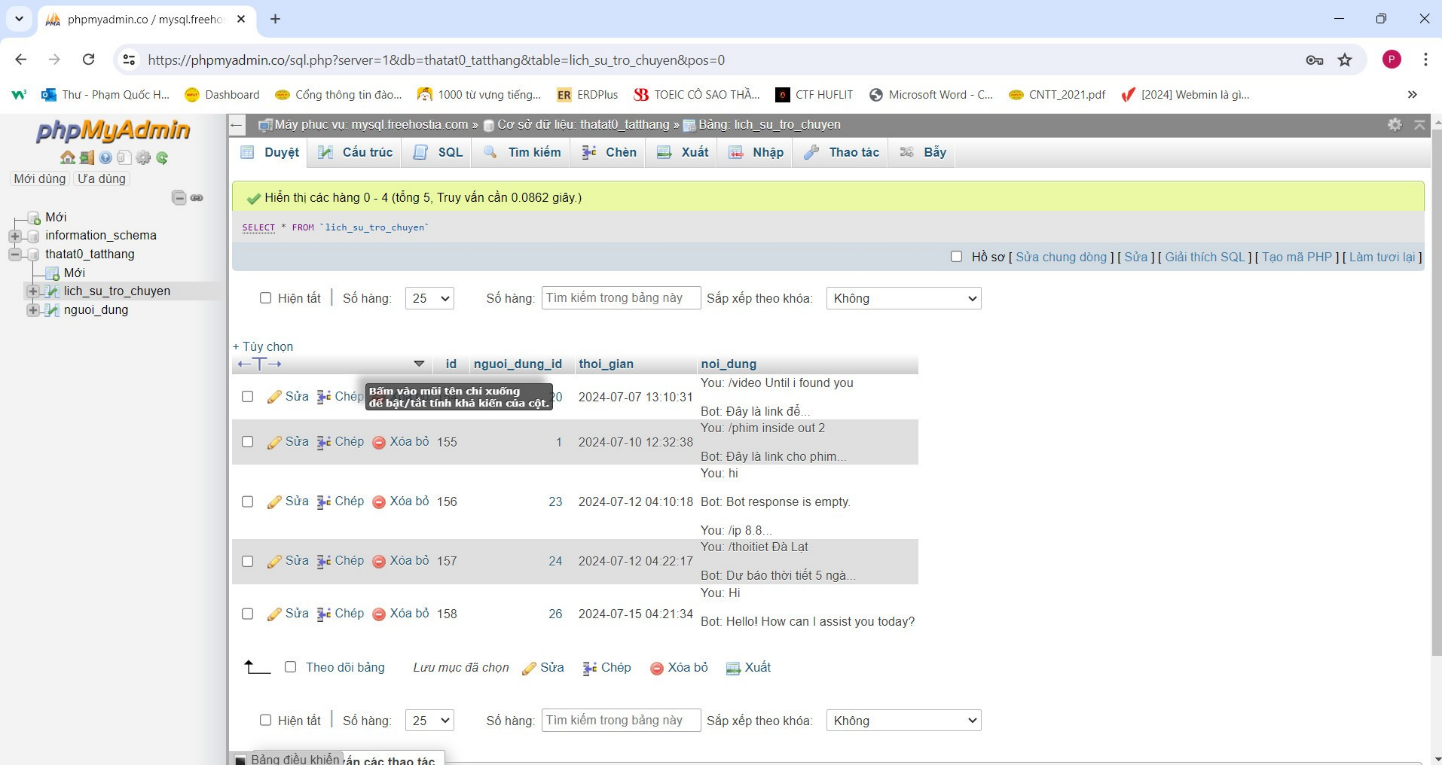 phpmyadmin.co / mysql.freeho
https://phpmyadmin.co/sql.php?server=1&db=thatat0_tatthang&table=lich_su_tro_chuyen&pos=0
P
Thư - Phạm Quốc H... Dashboard Cổng thông tin đào... 1000 từ vựng tiếng... ER ERDPlus TOEIC CÔ SAO THẦ... CTF HUFLIT Microsoft Word - C... CNTT_2021.pdf [2024] Webmin là gì...
phpMyAdmin
Mới dùng Ưa dùng
Mới
information_schema
thatat0_tatthang
Mới
lich_su_tro_chuyen
nguoi_dung
Máy phục vụ: mysql.freehostia.com » Cơ sở dữ liệu: thatat0_tatthang » Bảng: lich_su_tro_chuyen
Duyệt Cấu trúc SQL Tìm kiếm Chèn Xuất Nhập Thao tác Bẫy
Hiển thị các hàng 0 - 4 (tổng 5, Truy vấn cần 0.0862 giây.)
SELECT * FROM `lich_su_tro_chuyen`
Hồ sơ [ Sửa chung dòng ] [ Sửa ] [ Giải thích SQL ] [ Tạo mã PHP ] [ Làm tươi lại ]
Hiện tất Số hàng: 25 Số hàng: Tìm kiếm trong bảng này Sắp xếp theo khóa: Không
+ Tùy chọn
←T→ id nguoi_dung_id thoi_gian noi_dung
Bấm vào mũi tên chỉ xuống
để bật/tắt tính khả kiến của cột.
Sửa Chép 20 2024-07-07 13:10:31
You: /video Until i found you
Bot: Đây là link để...
Sửa Chép Xóa bỏ 155 1 2024-07-10 12:32:38
You: /phim inside out 2
Bot: Đây là link cho phim...
Sửa Chép Xóa bỏ 156 23 2024-07-12 04:10:18
You: hi
Bot: Bot response is empty.
You: /ip 8.8...
Sửa Chép Xóa bỏ 157 24 2024-07-12 04:22:17
You: /thoitiet Đà Lạt
Bot: Dự báo thời tiết 5 ngà...
Sửa Chép Xóa bỏ 158 26 2024-07-15 04:21:34
You: Hi
Bot: Hello! How can I assist you today?
Theo dõi bảng Lưu mục đã chọn Sửa Chép Xóa bỏ Xuất
Hiện tất Số hàng: 25 Số hàng: Tìm kiếm trong bảng này Sắp xếp theo khóa: Không
Bảng điều khiển vấn các thao tác